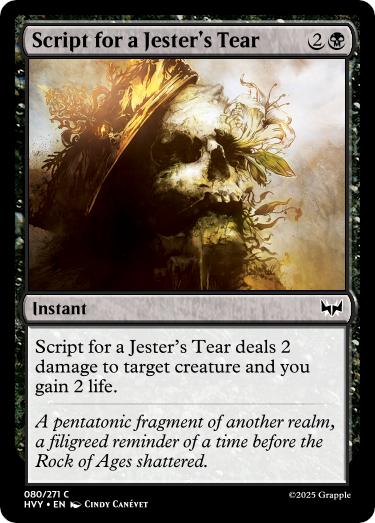 Script for a Jester's Tear 2
Instant
Script for a Jester's Tear deals 2
damage to target creature and you
gain 2 life.
A pentatonic fragment of another realm,
a filigreed reminder of a time before the
Rock of Ages shattered.
080/271 C
HVY • EN Cindy Canévet
©2025 Grapple